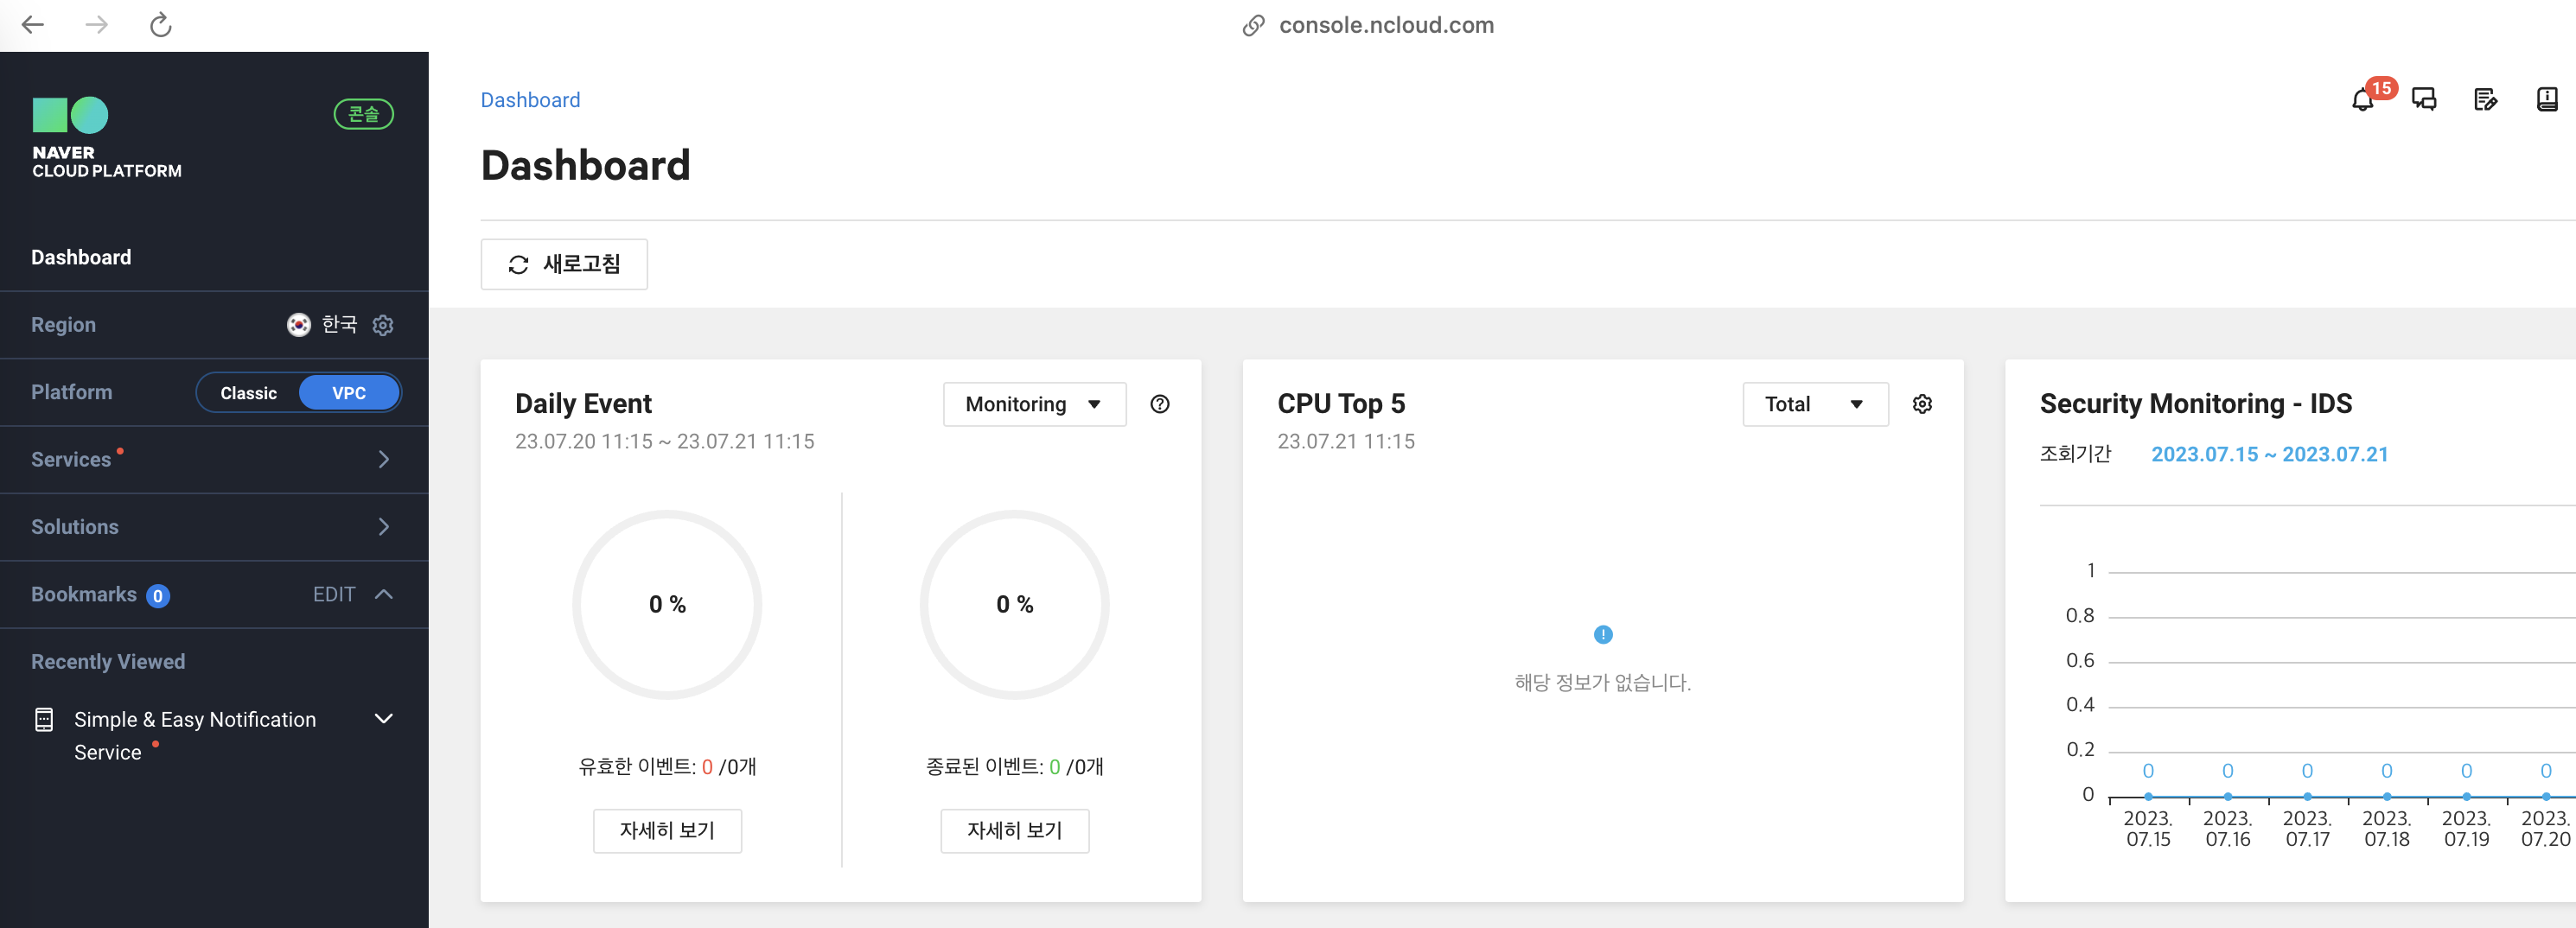 console.ncloud.com
NAVER
CLOUD PLATFORM
콘솔
Dashboard
Region 한국
Platform Classic VPC
Services
Solutions
Bookmarks 0 EDIT
Recently Viewed
Simple & Easy Notification
Service
Dashboard
15
Dashboard
새로고침
Daily Event Monitoring
23.07.20 11:15 ~ 23.07.21 11:15
0 %
유효한 이벤트: 0 /0개
자세히 보기
0 %
종료된 이벤트: 0 /0개
자세히 보기
CPU Top 5 Total
23.07.21 11:15
해당 정보가 없습니다.
Security Monitoring - IDS
조회기간 2023.07.15 ~ 2023.07.21
1
0.8
0.6
0.4
0.2
0 0 0 0 0 0
0
2023. 2023. 2023. 2023. 2023. 2023.
07.15 07.16 07.17 07.18 07.19 07.20